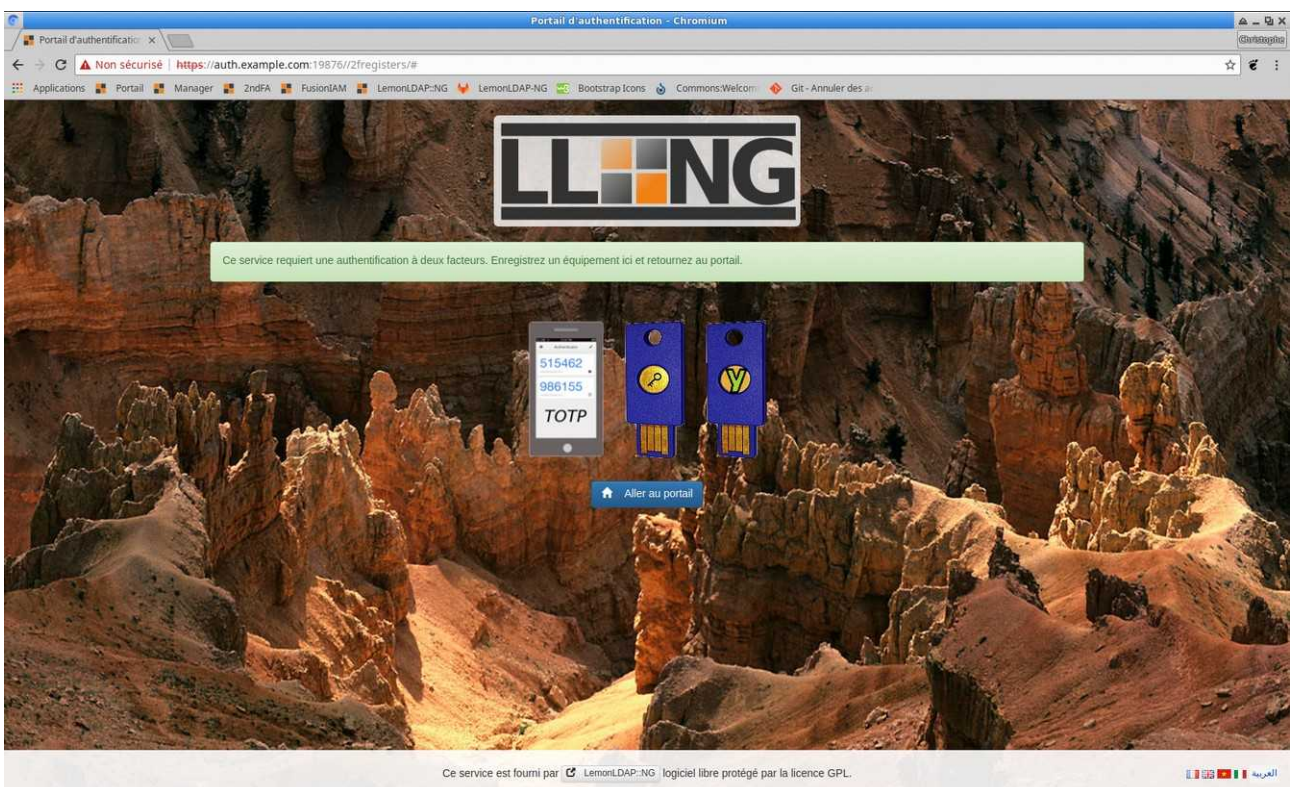 Portail d'authentification - Chromium
Portail d'authentificatio
Christophe
Non sécurisé | https://auth.example.com:19876//2fregisters/#
Applications Portail Manager 2ndFA FusionIAM LemonLDAP::NG LemonLDAP-NG Bootstrap Icons Commons:Welcom Git - Annuler des
LL NG
Ce service requiert une authentification à deux facteurs. Enregistrez un équipement ici et retournez au portail.
Authenticator
515462
986155
TOTP
Aller au portail
Ce service est fourni par LemonLDAP::NG logiciel libre protégé par la licence GPL.
العربية